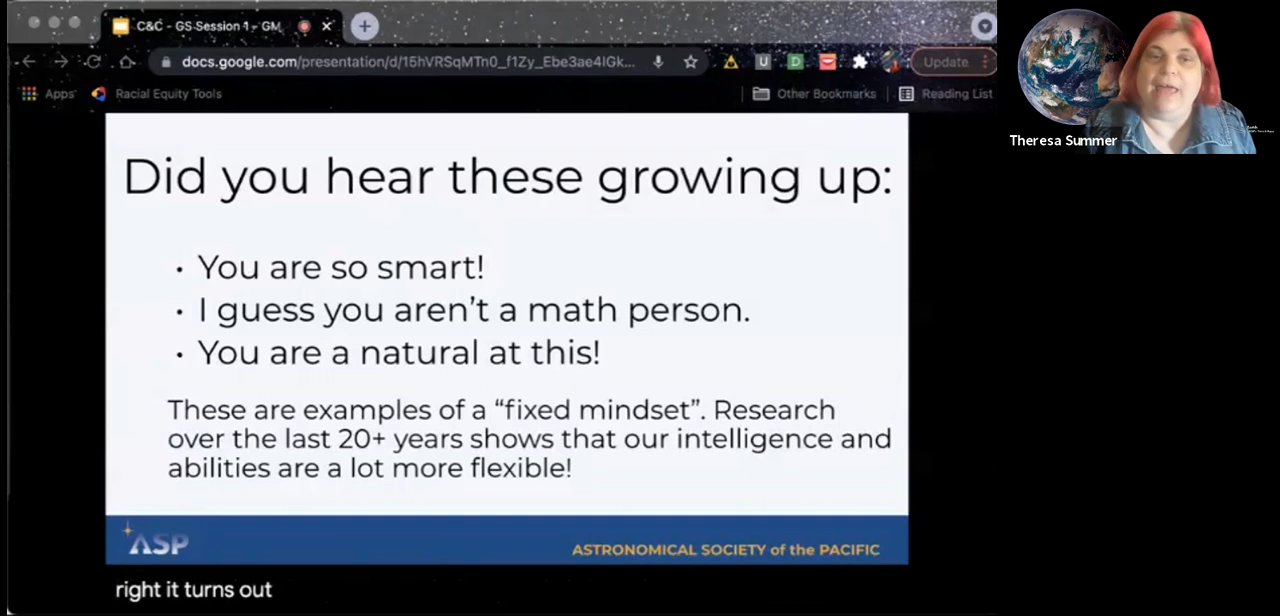 C&C - GS Session 1 - GM
docs.google.com/presentation/d/15hVRSqMTn0_f1Zy_Ebe3ae4lGk...
Update
Apps
Racial Equity Tools
Other Bookmarks
Reading List
Theresa Summer
Did you hear these growing up:
• You are so smart!
• I guess you aren't a math person.
• You are a natural at this!
These are examples of a “fixed mindset”. Research
over the last 20+ years shows that our intelligence and
abilities are a lot more flexible!
ASP
ASTRONOMICAL SOCIETY of the PACIFIC
right it turns out